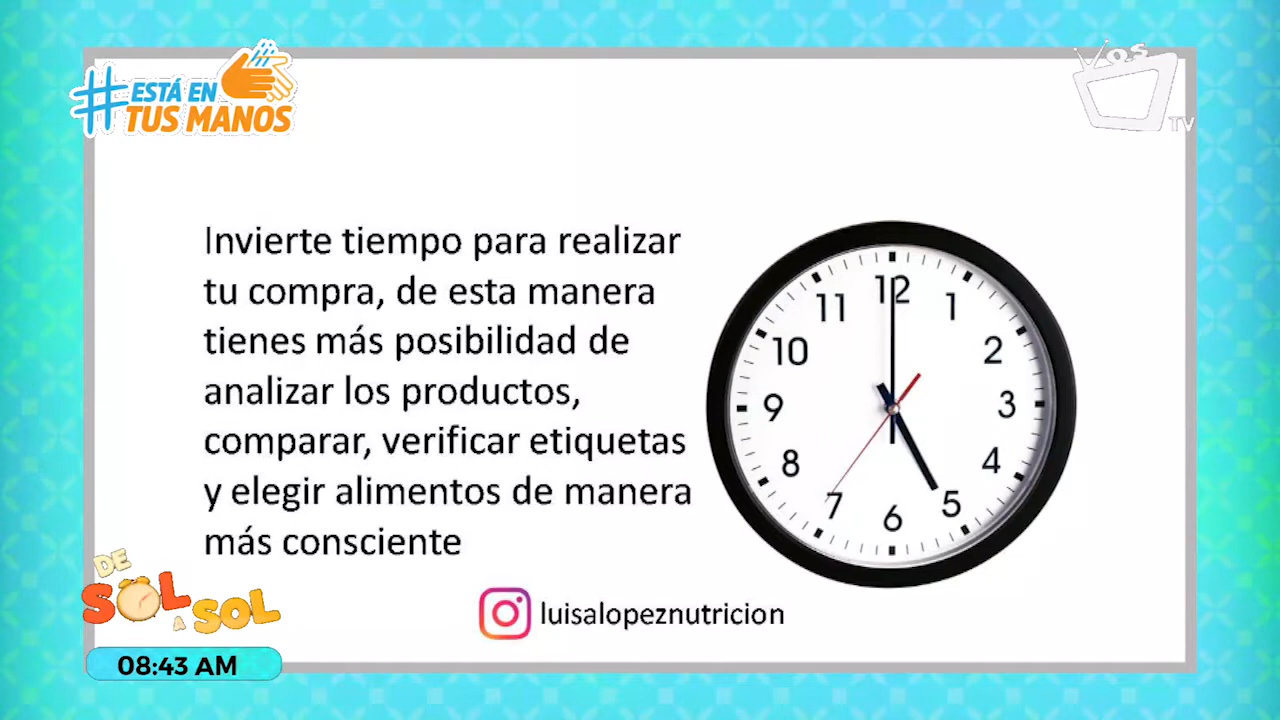 #ESTÁ EN
TUS MANOS
OS
TV
Invierte tiempo para realizar
tu compra, de esta manera
tienes más posibilidad de
analizar los productos,
comparar, verificar etiquetas
y elegir alimentos de manera
más consciente
12
1
2
3
4
5
6
7
8
9
10
11
luisalopeznutricion
DE
SOL
A SOL
08:43 AM